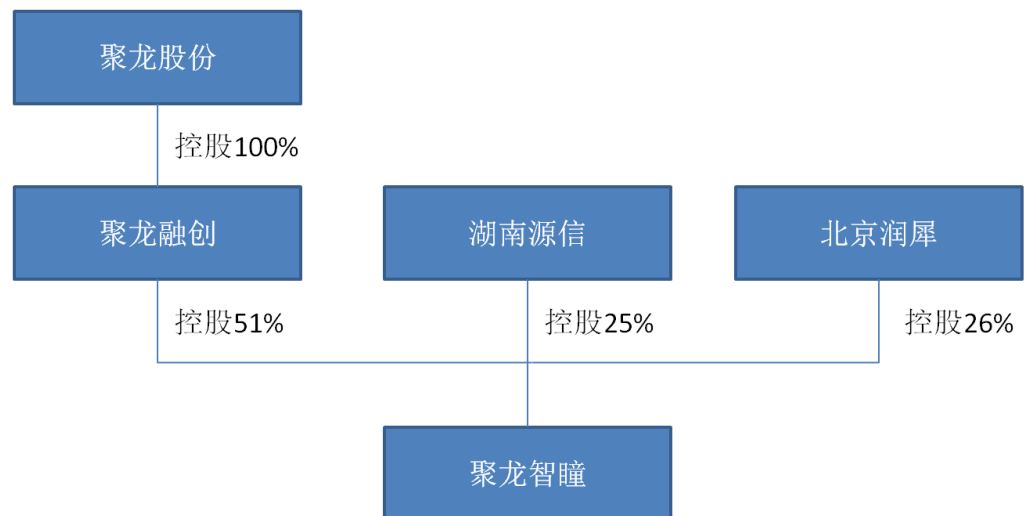 聚龙股份
控股100%
聚龙融创
湖南源信
北京润犀
控股51%
控股25%
控股26%
聚龙智瞳